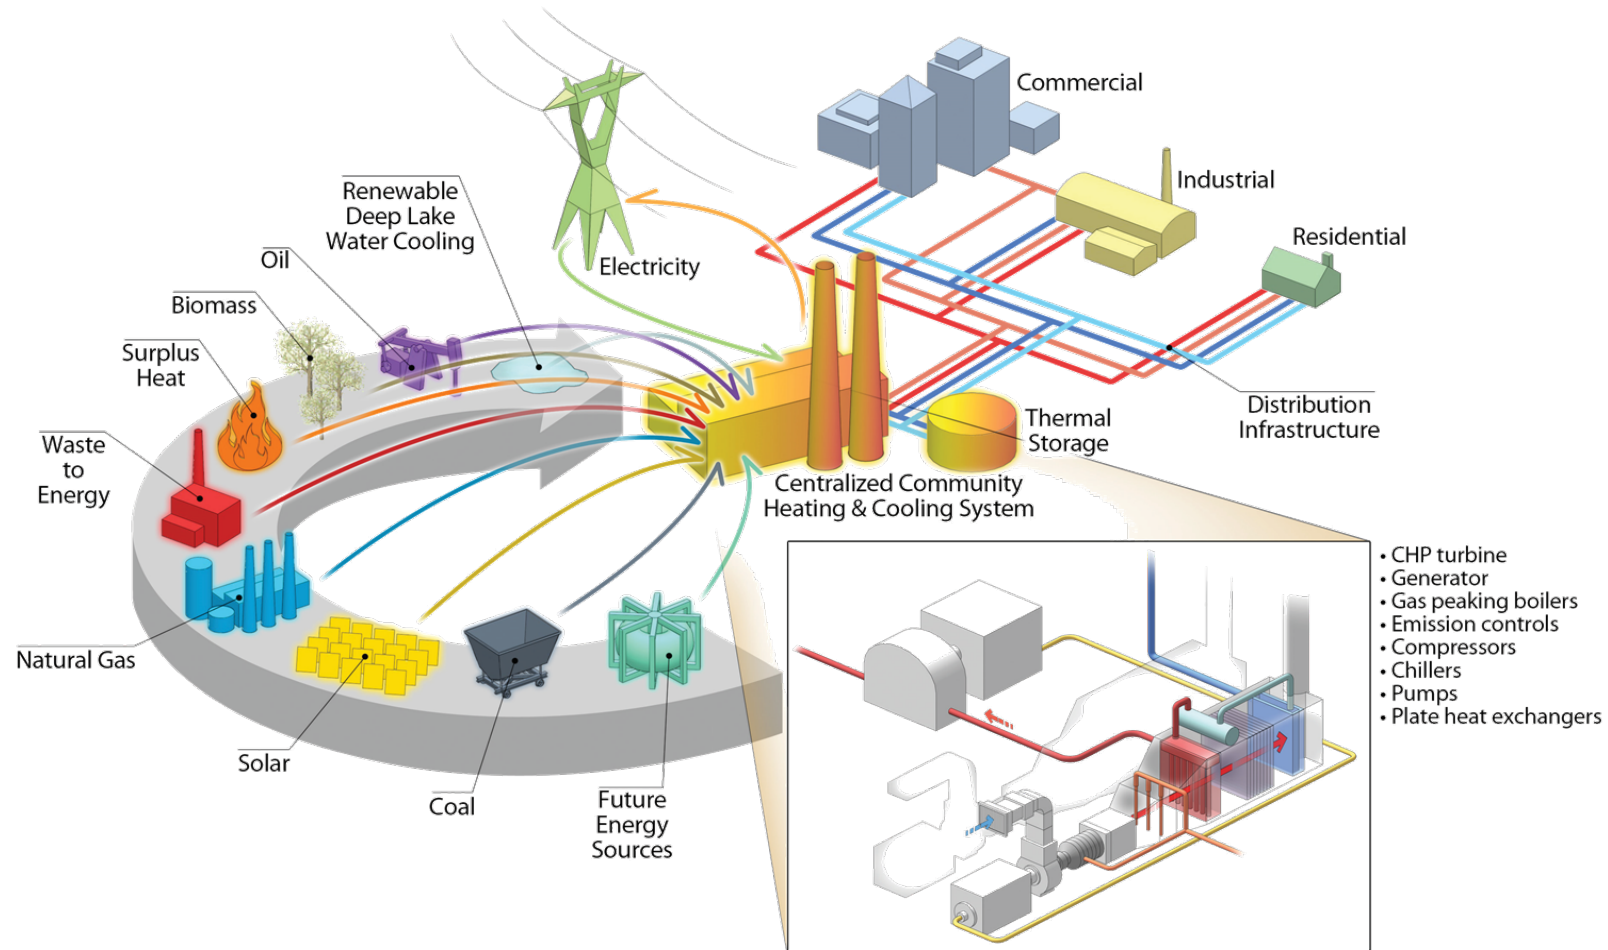 Commercial
Industrial
Residential
Renewable
Deep Lake
Water Cooling
Oil
Electricity
Biomass
Surplus
Heat
Waste
to
Energy
Natural Gas
Solar
Coal
Future
Energy
Sources
Thermal
Storage
Distribution
Infrastructure
Centralized Community
Heating & Cooling System
• CHP turbine
• Generator
• Gas peaking boilers
• Emission controls
• Compressors
• Chillers
• Pumps
• Plate heat exchangers